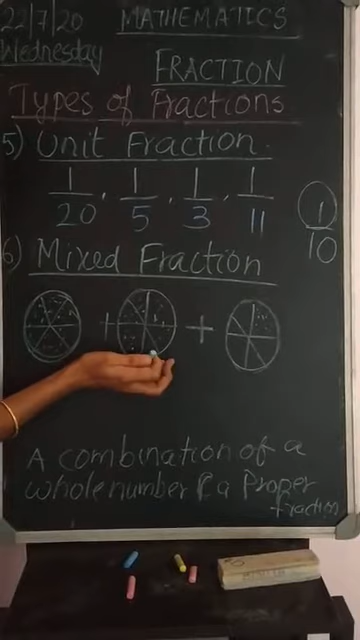 22/7/20 MATHEMATICS
Wednesday
FRACTION
Types of Fractions
5) Unit Fraction.
1/20, 1/5, 1/3, 1/11
1/10
6) Mixed Fraction
+ +
A combination of a
whole number & a Proper
fraction